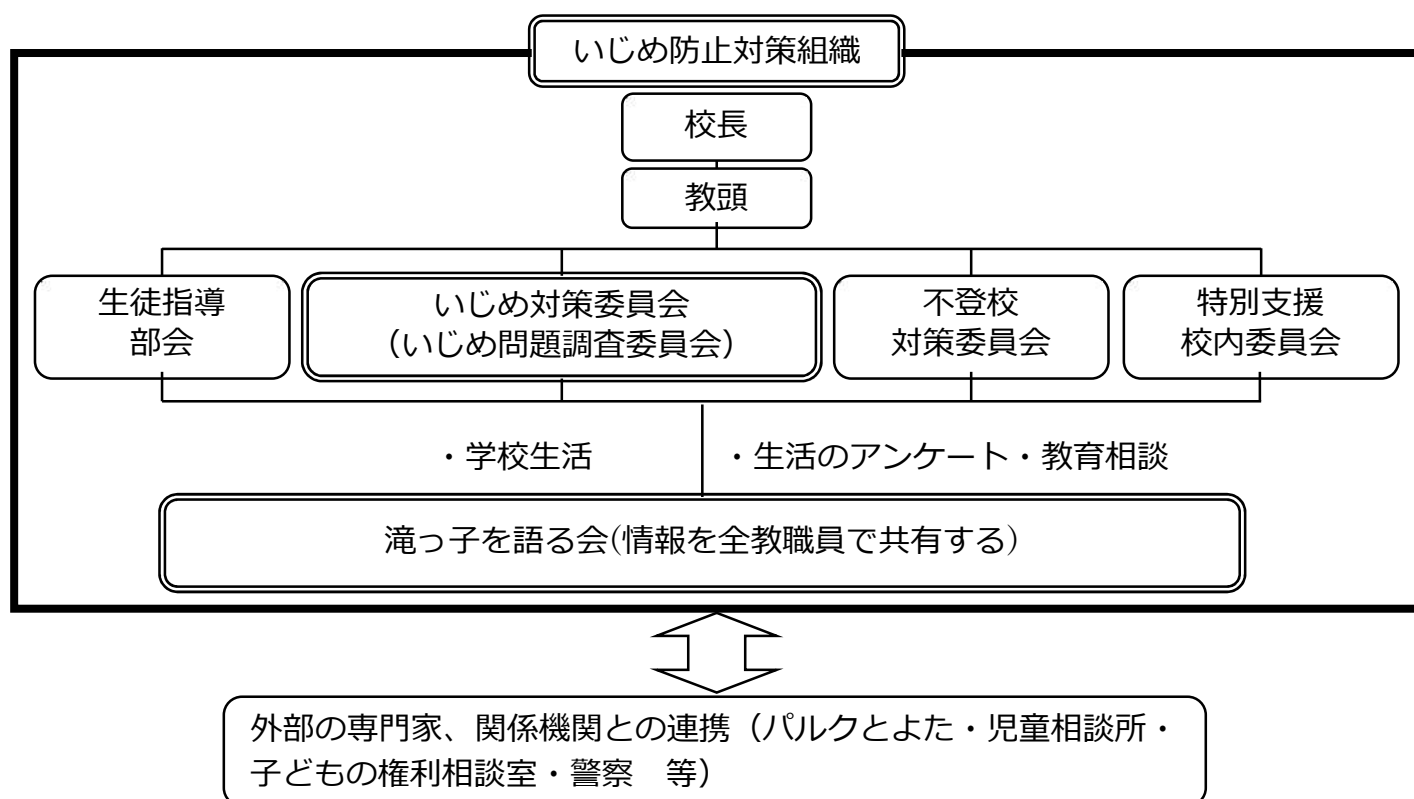 いじめ防止対策組織
校長
教頭
生徒指導
部会
いじめ対策委員会
（いじめ問題調査委員会）
不登校
対策委員会
特別支援
校内委員会
・学校生活
・生活のアンケート・教育相談
滝っ子を語る会(情報を全教職員で共有する)
外部の専門家、関係機関との連携（パルクとよた・児童相談所・
子どもの権利相談室・警察　等）